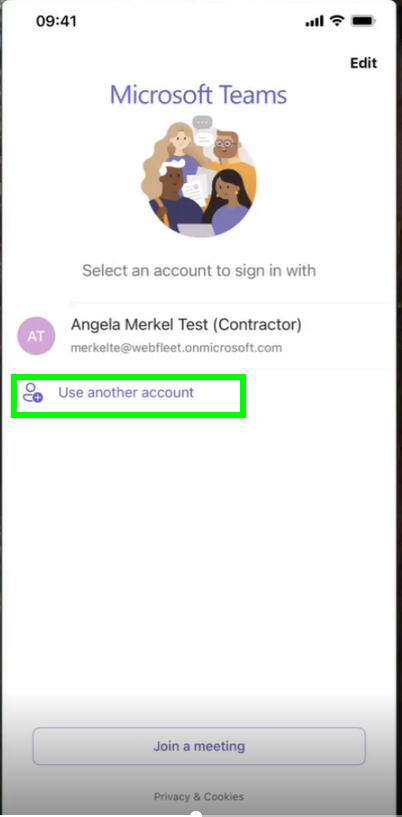 09:41
Edit
Microsoft Teams
Select an account to sign in with
AT
Angela Merkel Test (Contractor)
merkelte@webfleet.onmicrosoft.com
Use another account
Join a meeting
Privacy & Cookies